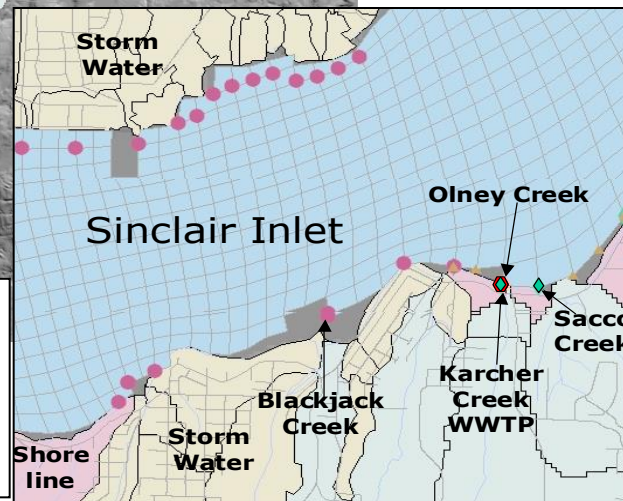 Storm
Water
Olney Creek
Sinclair Inlet
Sacco
Creek
Karcher
Creek
WWTP
Blackjack
Creek
Storm
Water
Shore
line